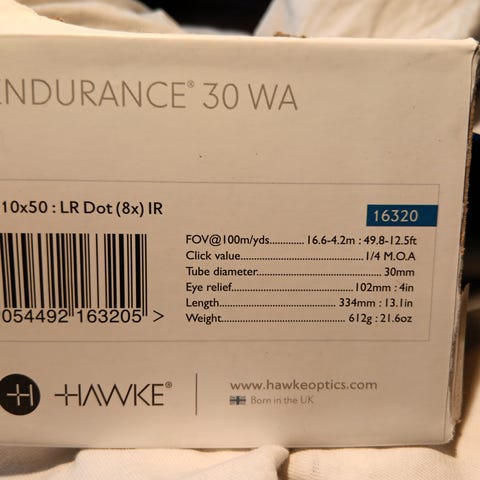 ENDURANCE® 30 WA
10x50 : LR Dot (8x) IR
16320
FOV@100m/yds............. 16.6-4.2m : 49.8-12.5ft
Click value................................................... 1/4 M.O.A
Tube diameter..................................................... 30mm
Eye relief................................................. 102mm : 4in
Length............................................. 334mm : 13.1in
Weight.............................................. 612g : 21.6oz
054492 163205 >
H HAWKE®
www.hawkeoptics.com
Born in the UK